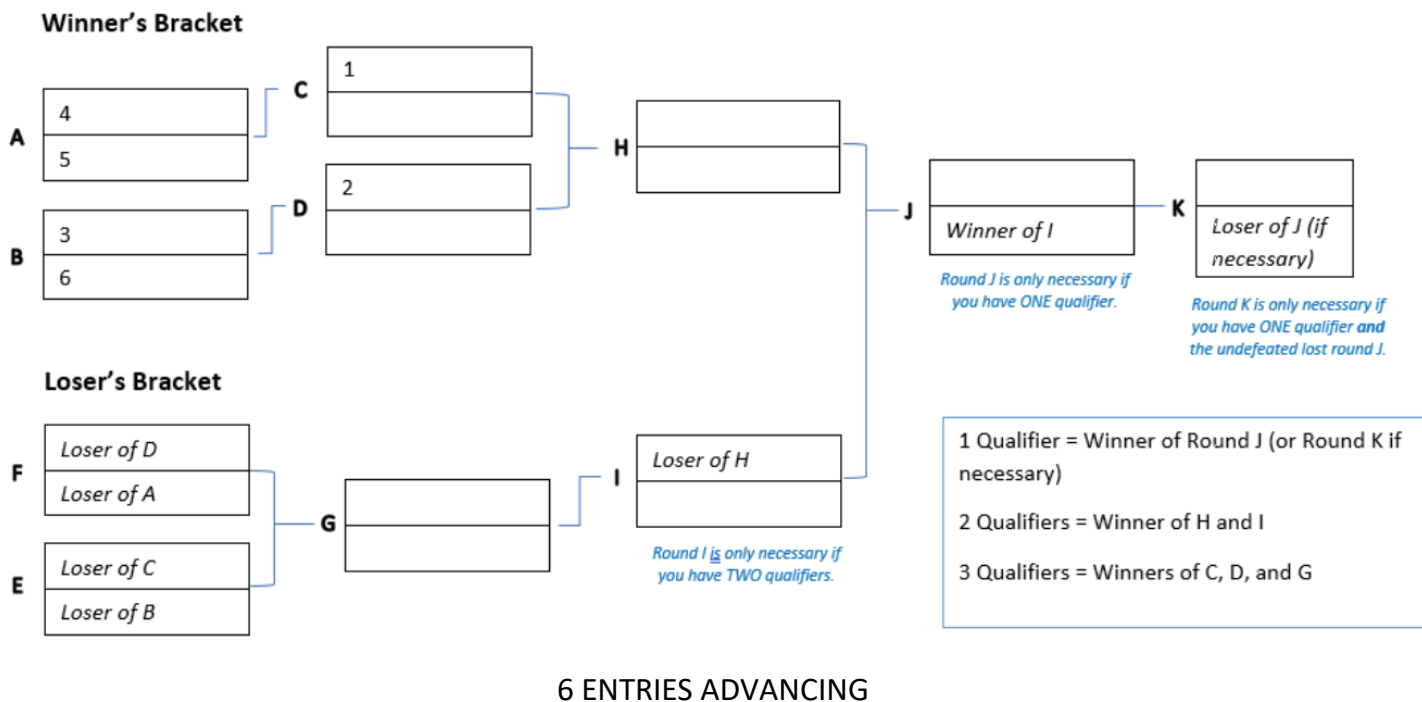 Winner's Bracket
A
4
5
B
3
6
C
1
D
2
H
J
Winner of I
Round J is only necessary if
you have ONE qualifier.
K
Loser of J (if
necessary)
Round K is only necessary if
you have ONE qualifier and
the undefeated lost round J.
Loser's Bracket
F
Loser of D
Loser of A
E
Loser of C
Loser of B
G
I
Loser of H
Round I is only necessary if
you have TWO qualifiers.
1 Qualifier = Winner of Round J (or Round K if
necessary)
2 Qualifiers = Winner of H and I
3 Qualifiers = Winners of C, D, and G
6 ENTRIES ADVANCING